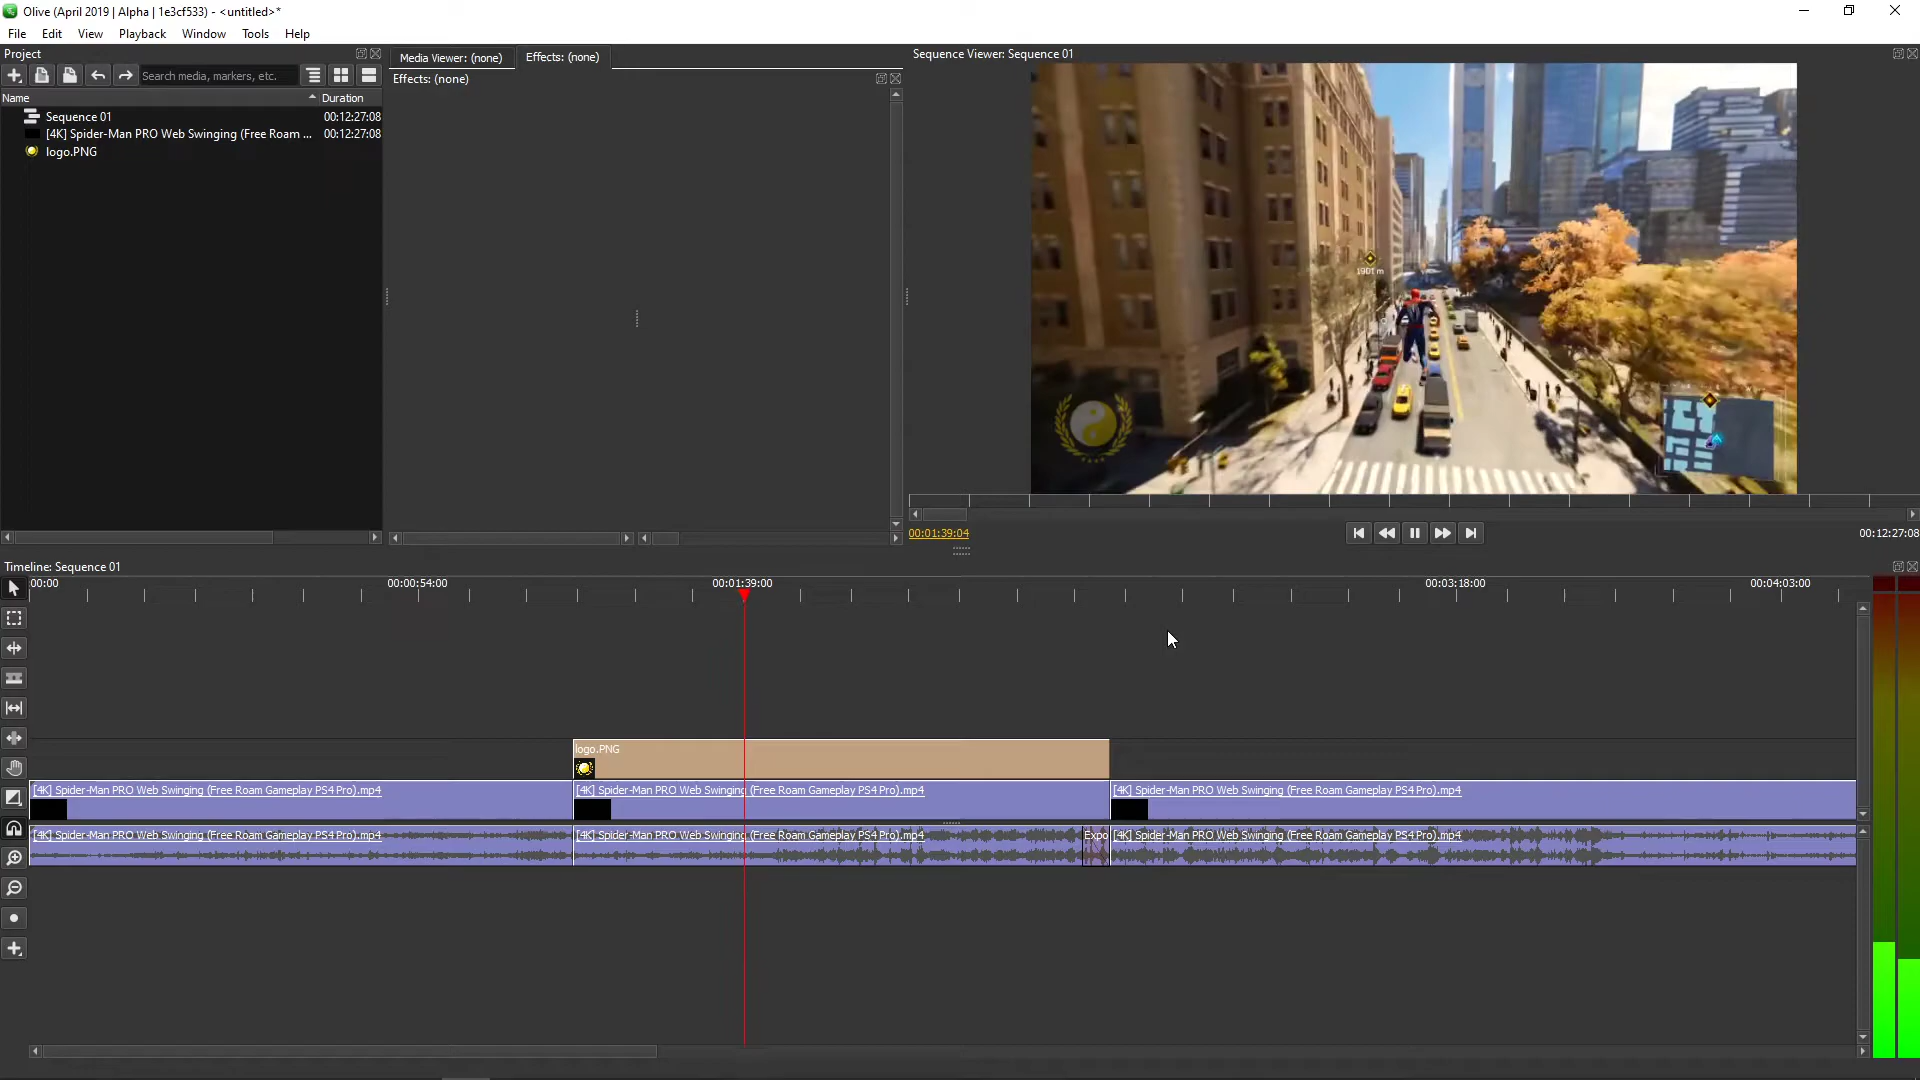 Olive (April 2019 | Alpha | 1e3cf533) - <untitled>*
File Edit View Playback Window Tools Help
Project
Search media, markers, etc.
Name Duration
Sequence 01 00:12:27:08
[4K] Spider-Man PRO Web Swinging (Free Roam ... 00:12:27:08
logo.PNG
Media Viewer: (none) Effects: (none)
Effects: (none)
Sequence Viewer: Sequence 01
1901 m
00:01:39:04 00:12:27:08
Timeline: Sequence 01
00:00 00:00:54:00 00:01:39:00 00:03:18:00 00:04:03:00
logo.PNG
[4K] Spider-Man PRO Web Swinging (Free Roam Gameplay PS4 Pro).mp4 [4K] Spider-Man PRO Web Swinging (Free Roam Gameplay PS4 Pro).mp4 [4K] Spider-Man PRO Web Swinging (Free Roam Gameplay PS4 Pro).mp4
[4K] Spider-Man PRO Web Swinging (Free Roam Gameplay PS4 Pro).mp4 [4K] Spider-Man PRO Web Swinging (Free Roam Gameplay PS4 Pro).mp4 Expo [4K] Spider-Man PRO Web Swinging (Free Roam Gameplay PS4 Pro).mp4